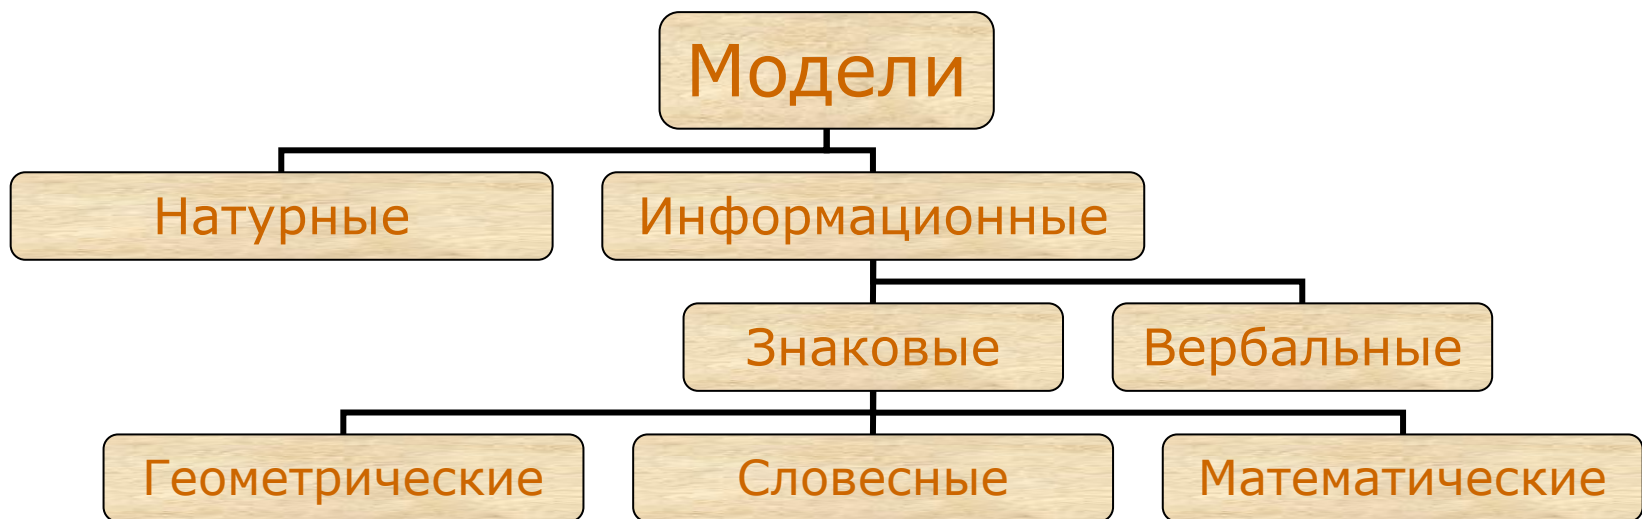 Модели
Натурные
Информационные
Знаковые
Вербальные
Геометрические
Словесные
Математические